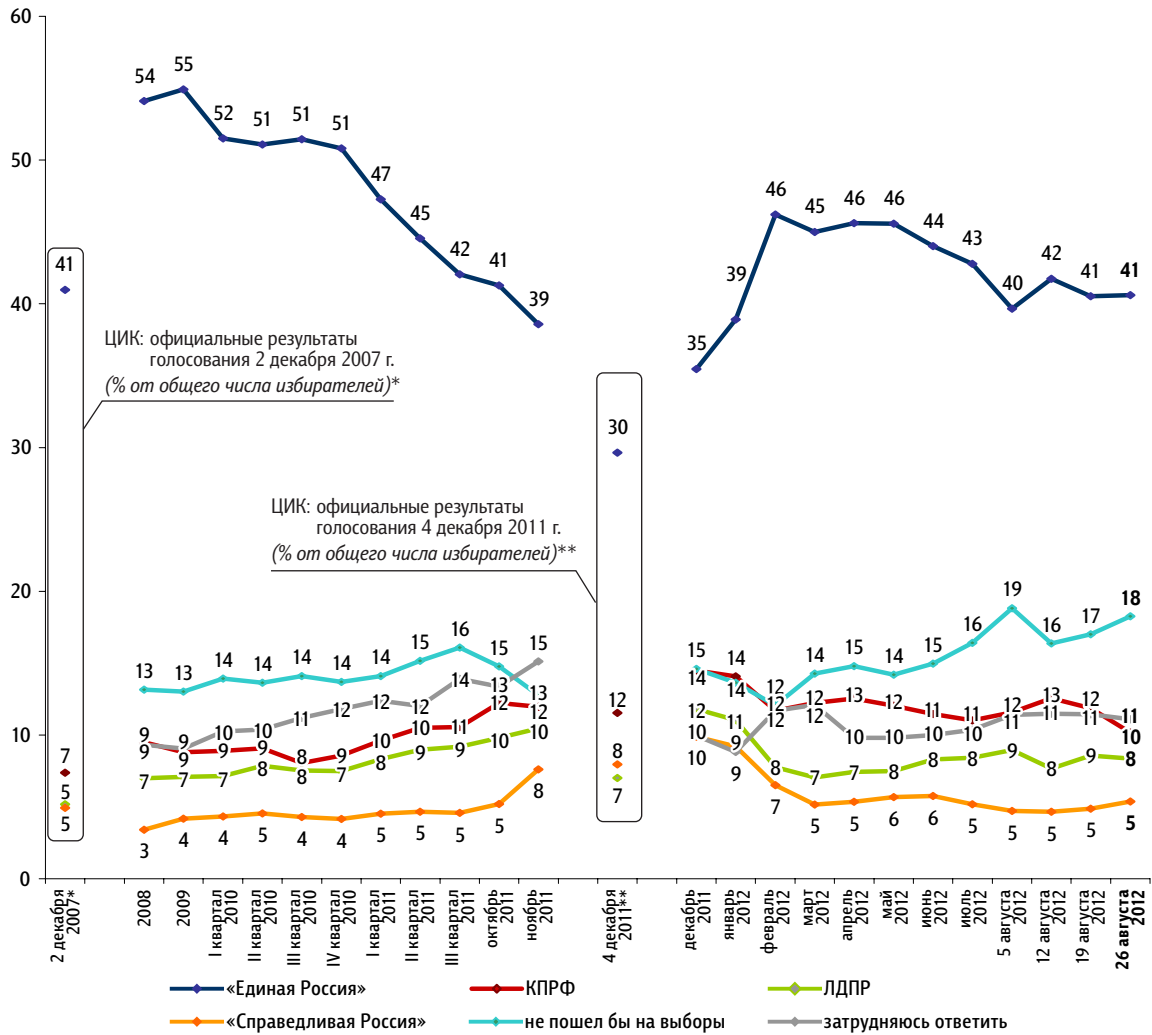 60
50
40
30
20
10
0
54 55 52 51 51 51 47 45 42 41 39
35 39 46 45 46 46 44 43 40 42 41 41
41
7
5
5
30
12
8
7
ЦИК: официальные результаты
голосования 2 декабря 2007 г.
(% от общего числа избирателей)*
ЦИК: официальные результаты
голосования 4 декабря 2011 г.
(% от общего числа избирателей)**
13 13 14 14 14 14 14 15 16 15 13
9 9 10 10 11 12 12 12 14 13 15
9 9 9 9 8 9 10 10 11 12 12
7 7 7 8 8 7 8 9 9 10 10
3 4 4 5 4 4 5 5 5 5 8
15 14 12 14 15 14 15 16 19 16 17 18
14 14 12 12 13 12 11 11 12 13 12 10
10 9 12 12 10 10 10 10 11 11 11 11
12 11 8 7 7 8 8 8 9 8 9 8
10 9 7 5 5 6 6 5 5 5 5 5
2 декабря
2007*
2008
2009
I квартал
2010
II квартал
2010
III квартал
2010
IV квартал
2010
I квартал
2011
II квартал
2011
III квартал
2011
октябрь
2011
ноябрь
2011
4 декабря
2011**
декабрь
2011
январь
2012
февраль
2012
март
2012
апрель
2012
май
2012
июнь
2012
июль
2012
5 августа
2012
12 августа
2012
19 августа
2012
26 августа
2012
«Единая Россия» КПРФ ЛДПР
«Справедливая Россия» не пошел бы на выборы затрудняюсь ответить